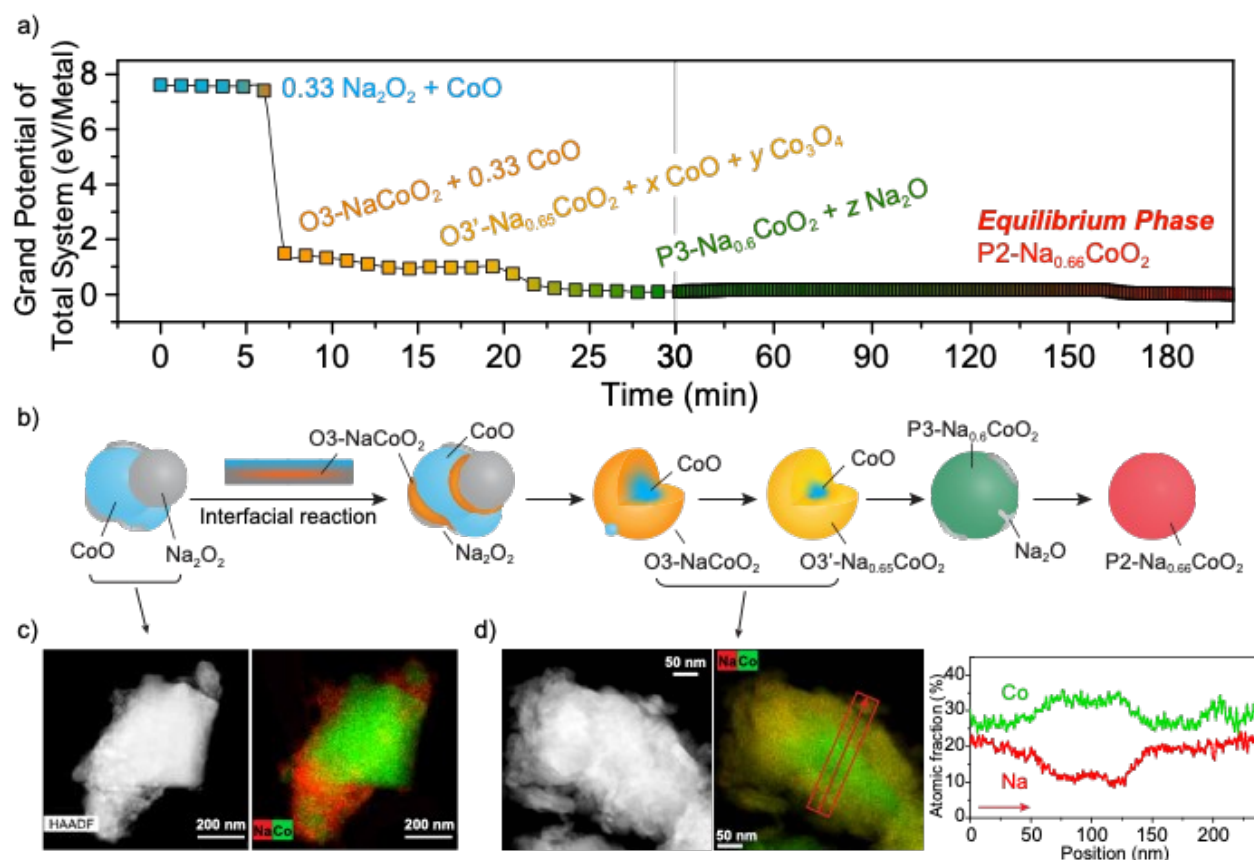 a)
Grand Potential of
Total System (eV/Metal)
8
6
4
2
0
0.33 Na₂O₂ + CoO
O3-NaCoO₂ + 0.33 CoO
O3'-Na₀.₆₅CoO₂ + x CoO + y Co₃O₄
P3-Na₀.₆CoO₂ + z Na₂O
Equilibrium Phase
P2-Na₀.₆₆CoO₂
0 5 10 15 20 25 30 60 90 120 150 180
Time (min)
b)
O3-NaCoO₂
CoO
Interfacial reaction
CoO
Na₂O₂
Na₂O₂
CoO
O3-NaCoO₂
CoO
O3'-Na₀.₆₅CoO₂
P3-Na₀.₆CoO₂
Na₂O
P2-Na₀.₆₆CoO₂
c)
HAADF
200 nm
NaCo
200 nm
d)
50 nm
NaCo
50 nm
Atomic fraction (%)
45
40
30
20
10
0
Co
Na
0 50 100 150 200
Position (nm)